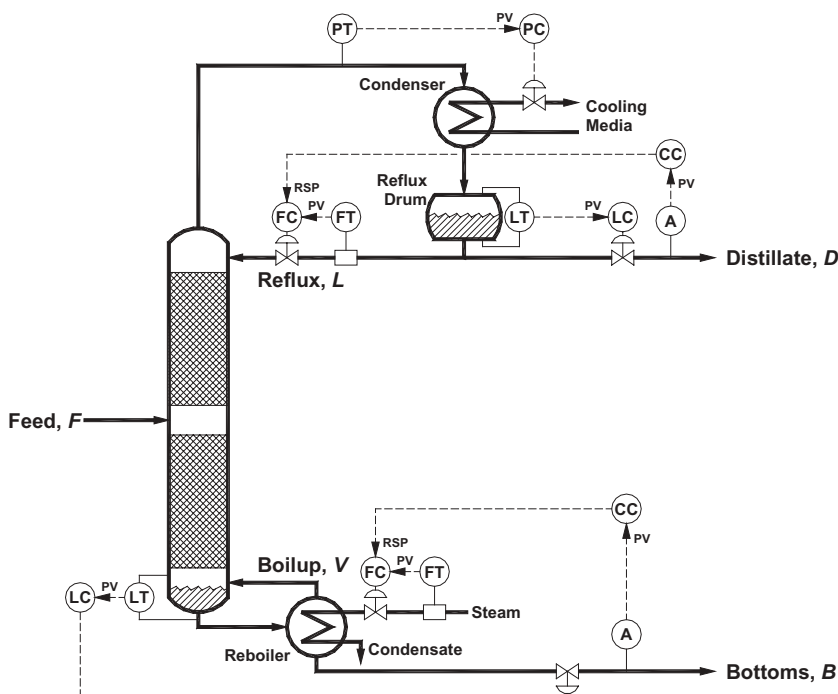 PT
PV
PC
Condenser
Cooling
Media
CC
Reflux
Drum
RSP
PV
PV
PV
FC
FT
LT
LC
A
Reflux, L
Distillate, D
Feed, F
CC
PV
Boilup, V
RSP
PV
FC
FT
LC
PV
LT
Steam
A
Reboiler
Condensate
Bottoms, B